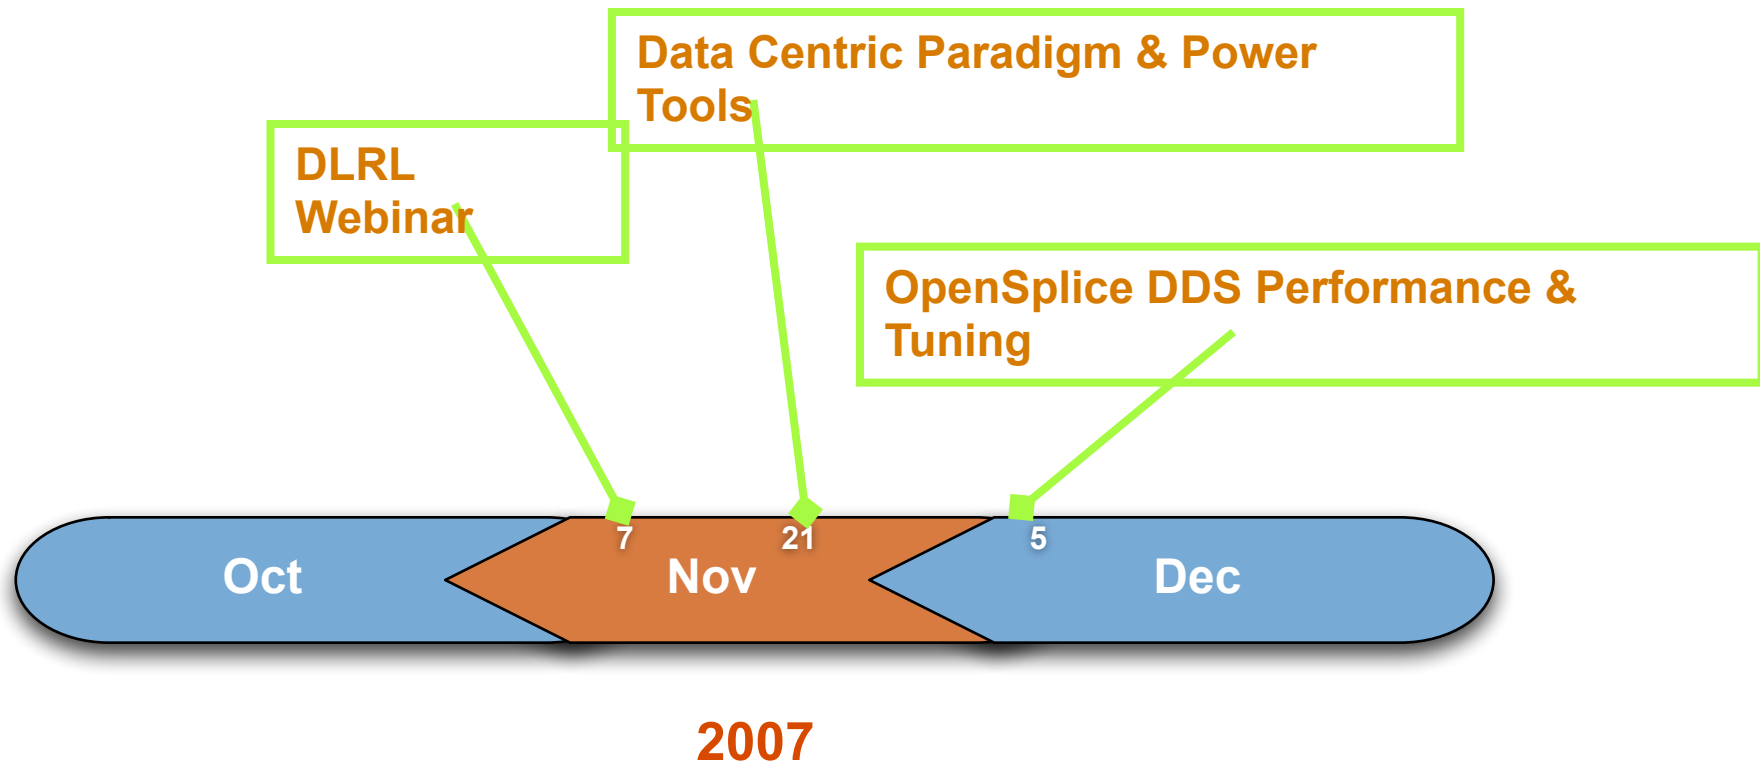 Data Centric Paradigm & Power
Tools
DLRL
Webinar
OpenSplice DDS Performance &
Tuning
7
21
5
Oct
Nov
Dec
2007